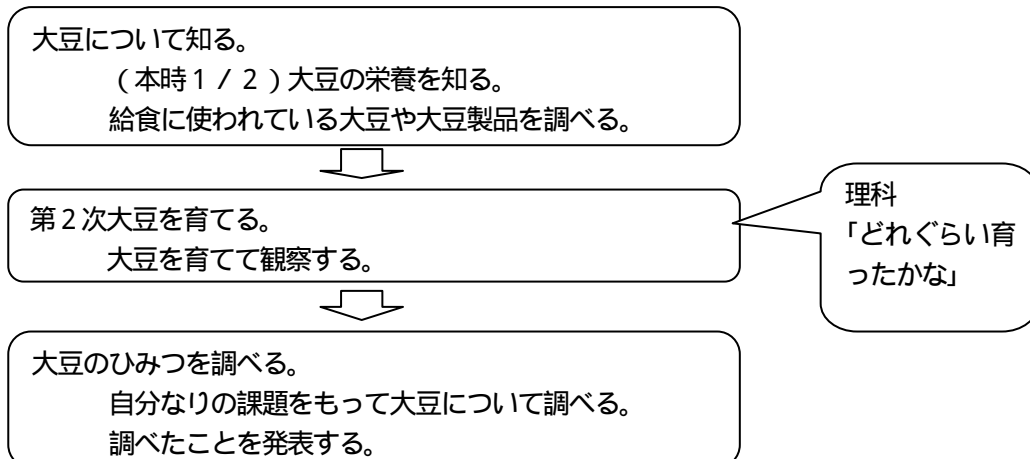 大豆について知る。
（本時１／２）大豆の栄養を知る。
給食に使われている大豆や大豆製品を調べる。
第２次大豆を育てる。
大豆を育てて観察する。
理科
「どれぐらい育
ったかな」
大豆のひみつを調べる。
自分なりの課題をもって大豆について調べる。
調べたことを発表する。